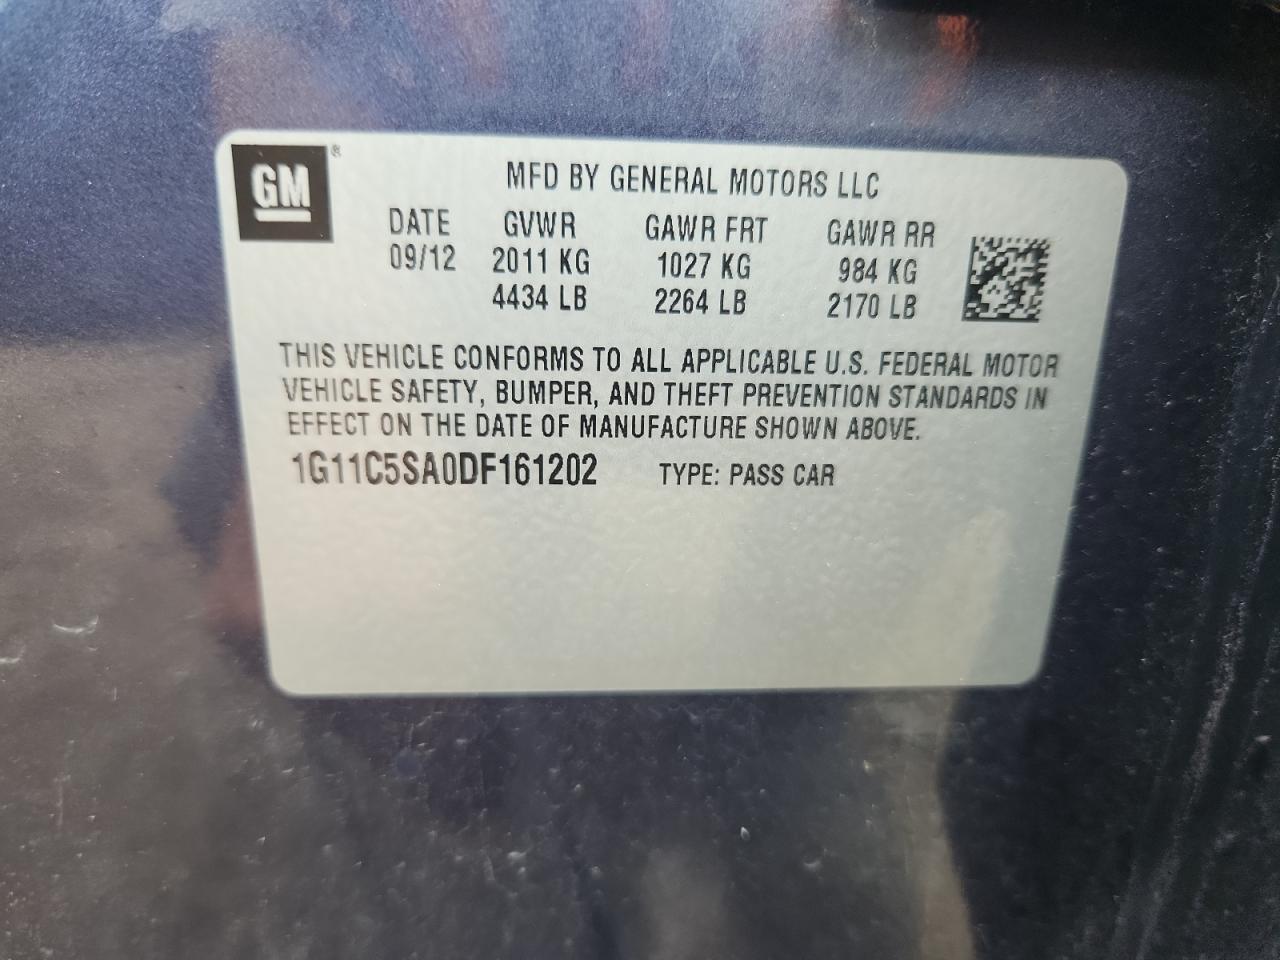 GM ®
MFD BY GENERAL MOTORS LLC
DATE GVWR GAWR FRT GAWR RR
09/12 2011 KG 1027 KG 984 KG
4434 LB 2264 LB 2170 LB
THIS VEHICLE CONFORMS TO ALL APPLICABLE U.S. FEDERAL MOTOR
VEHICLE SAFETY, BUMPER, AND THEFT PREVENTION STANDARDS IN
EFFECT ON THE DATE OF MANUFACTURE SHOWN ABOVE.
1G11C5SA0DF161202 TYPE: PASS CAR